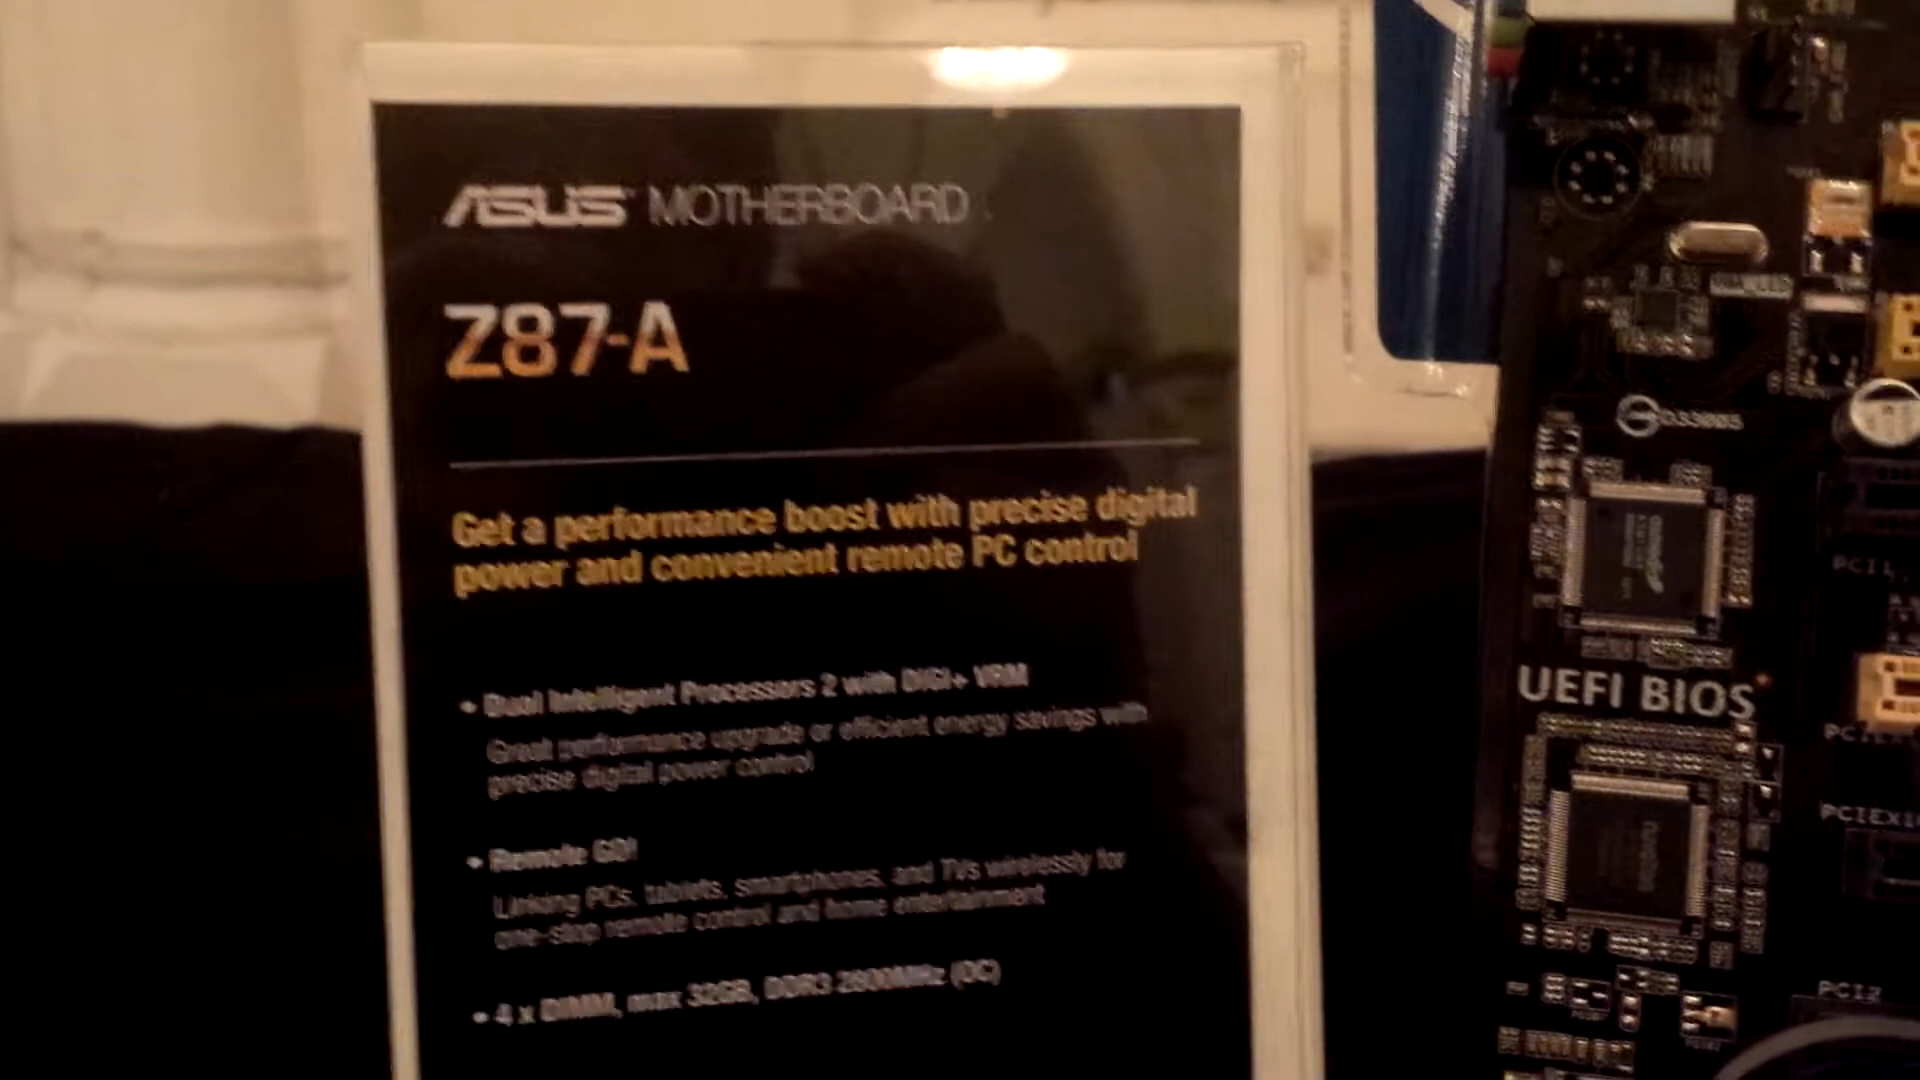 ASUS MOTHERBOARD
Z87-A
Get a performance boost with precise digital
power and convenient remote PC control
• Dual Intelligent Processors 2 with DIGI+ VRM
Great performance upgrade or efficient energy savings with
precise digital power control
• Remote GO!
Linking PCs, tablets, smartphones, and TVs wirelessly for
one-stop remote control and home entertainment
• 4 x DIMM, max 32GB, DDR3 2800MHz (OC)
D33005
UEFI BIOS
PCI2